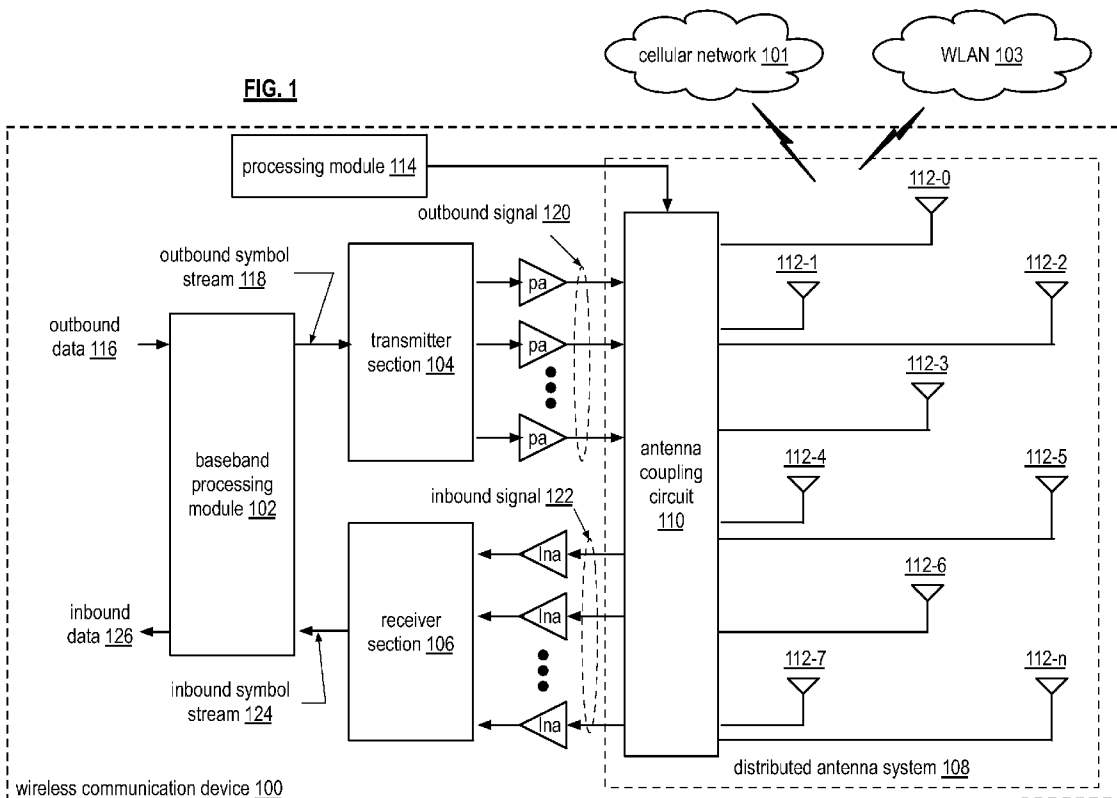 cellular network 101
WLAN 103
FIG. 1
processing module 114
112-0
outbound signal 120
outbound symbol
stream 118
112-1
112-2
pa
outbound
data 116
transmitter
section 104
pa
112-3
pa
antenna
coupling
circuit
110
112-4
112-5
baseband
processing
module 102
inbound signal 122
lna
112-6
inbound
data 126
receiver
section 106
lna
112-7
112-n
inbound symbol
stream 124
lna
distributed antenna system 108
wireless communication device 100